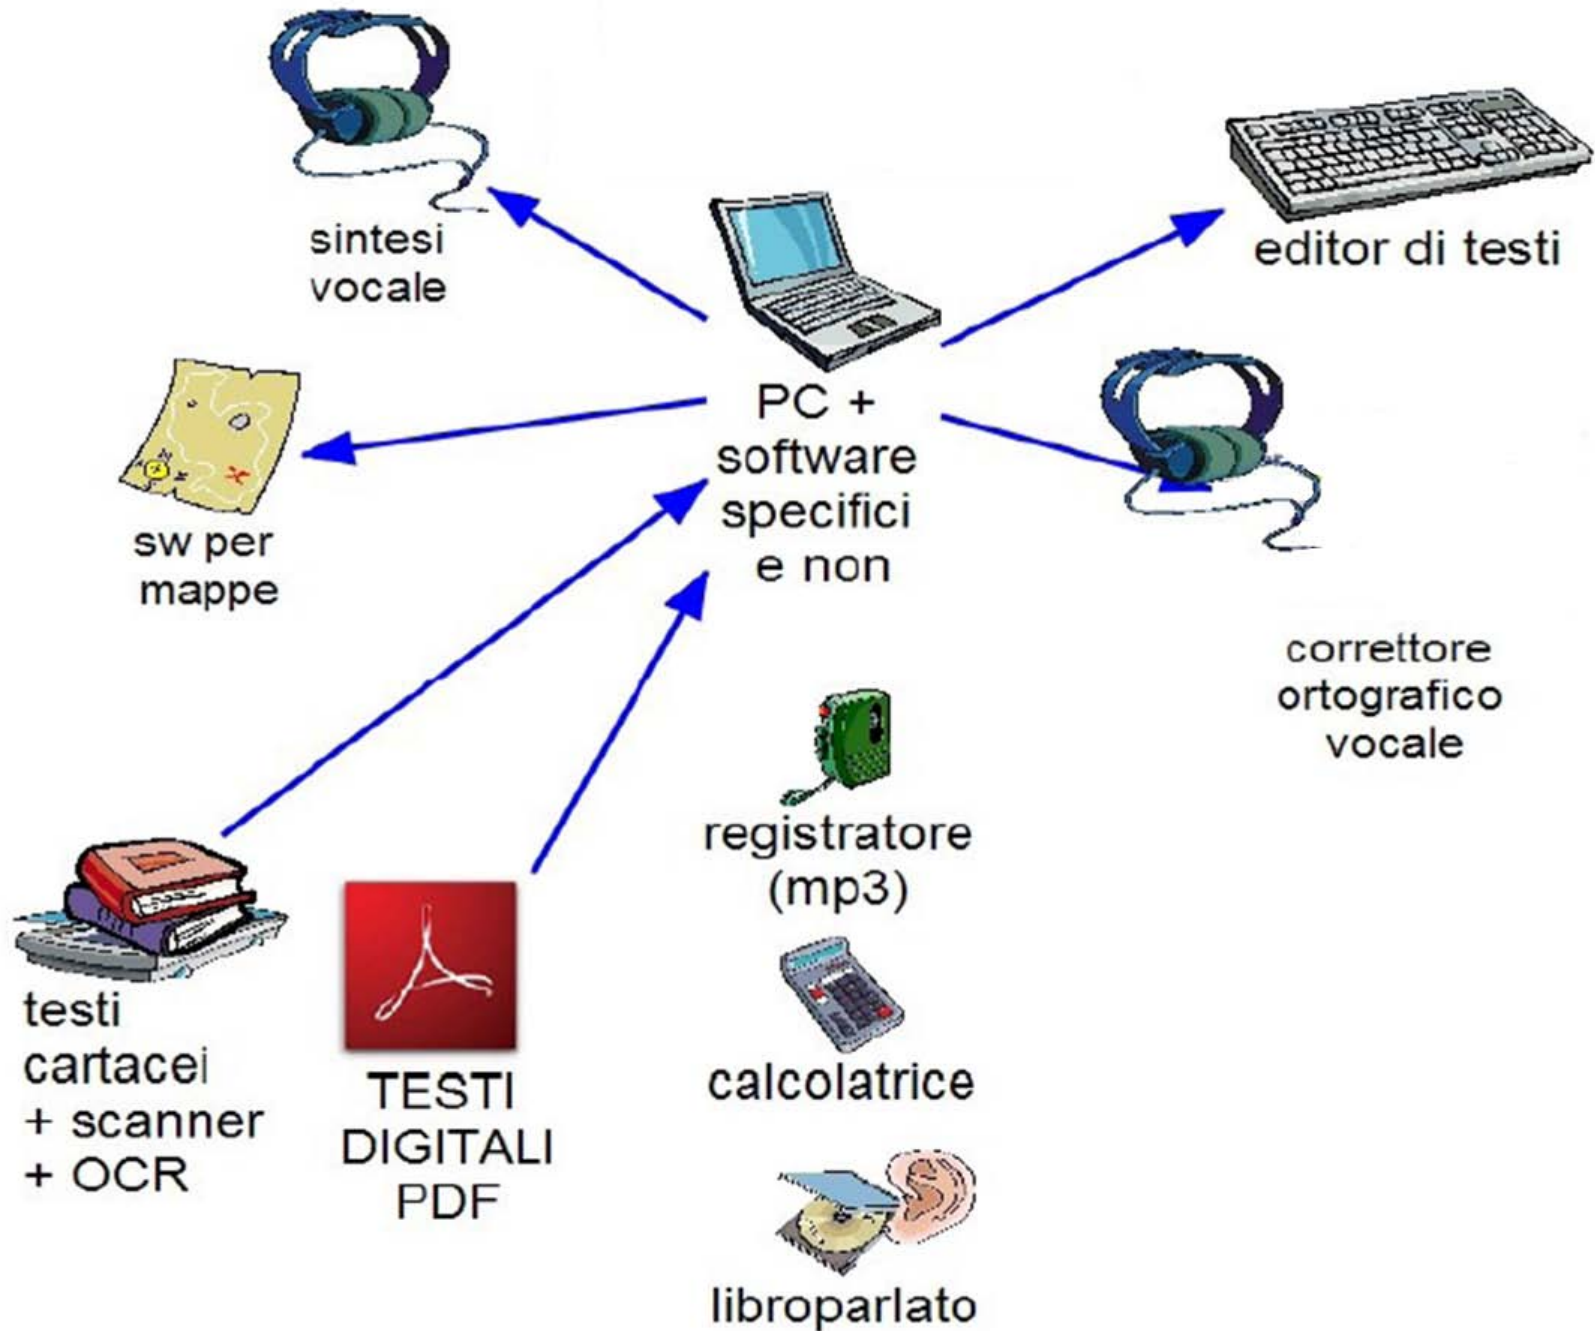 sintesi
vocale
editor di testi
PC +
software
specifici
e non
sw per
mappe
correttore
ortografico
vocale
registratore
(mp3)
testi
cartacei
+ scanner
+ OCR
TESTI
DIGITALI
PDF
calcolatrice
libroparlato